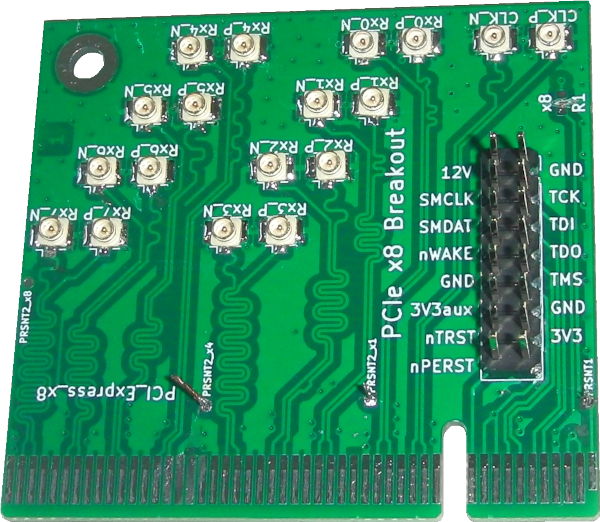 Rx4_N Rx4_P Rx0_N Rx0_P CLK_N CLK_P
Rx5_N Rx5_P Rx1_N Rx1_P x8 R1
Rx6_N Rx6_P Rx2_N Rx2_P
Rx7_N Rx7_P Rx3_N Rx3_P
PCIe x8 Breakout
12V GND
SMCLK TCK
SMDAT TDI
nWAKE TDO
GND TMS
3V3aux GND
nTRST 3V3
nPERST
PRSNT2_x8
PRSNT2_x4
PRSNT2_x1
PRSNT1
PCI_Express_x8